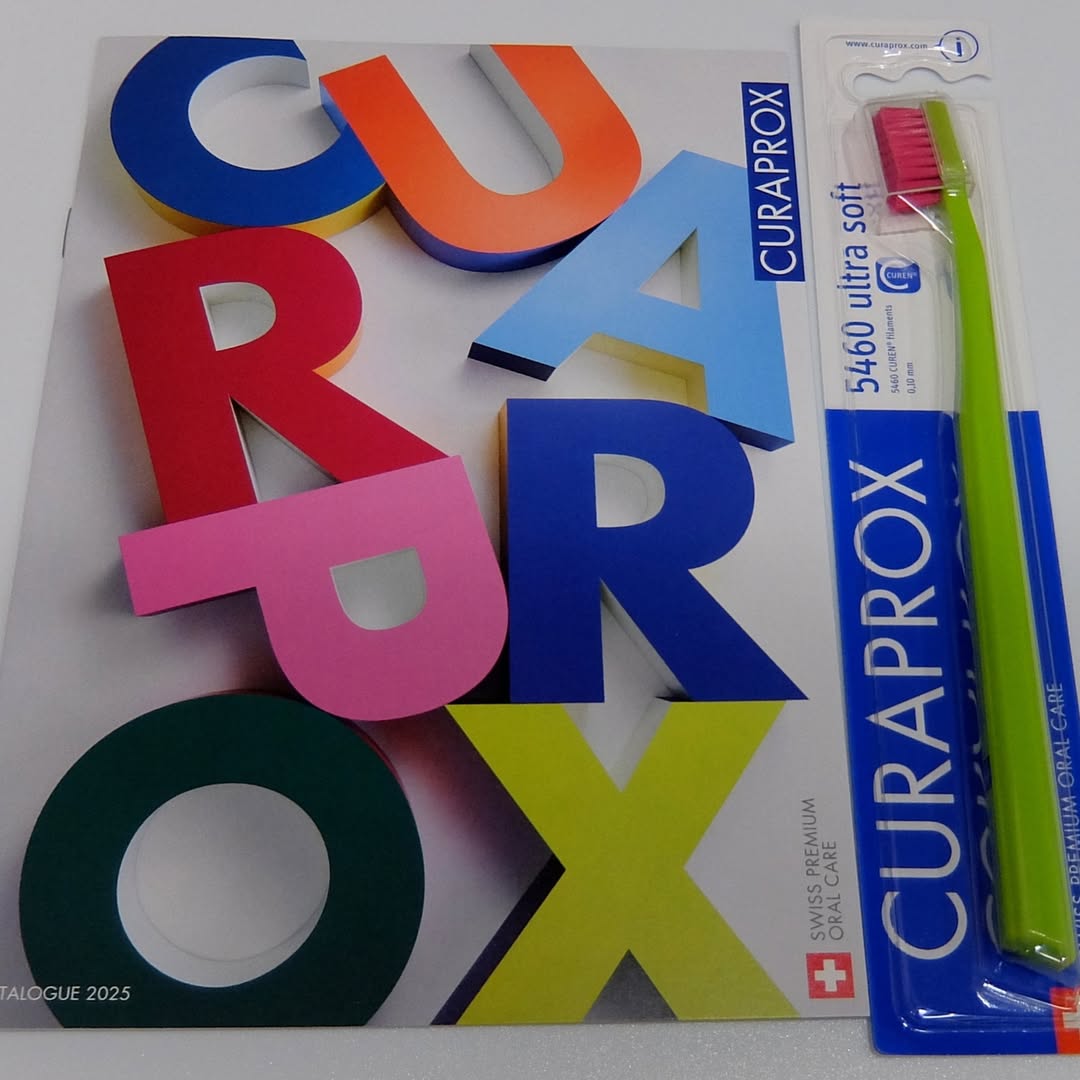 CURAPROX
CURAPROX
SWISS PREMIUM
ORAL CARE
TALOGUE 2025
www.curaprox.com
i
5460 ultra soft
5460 CUREN® filaments
0,10 mm
CUREN®
CURAPROX
SWISS PREMIUM ORAL CARE